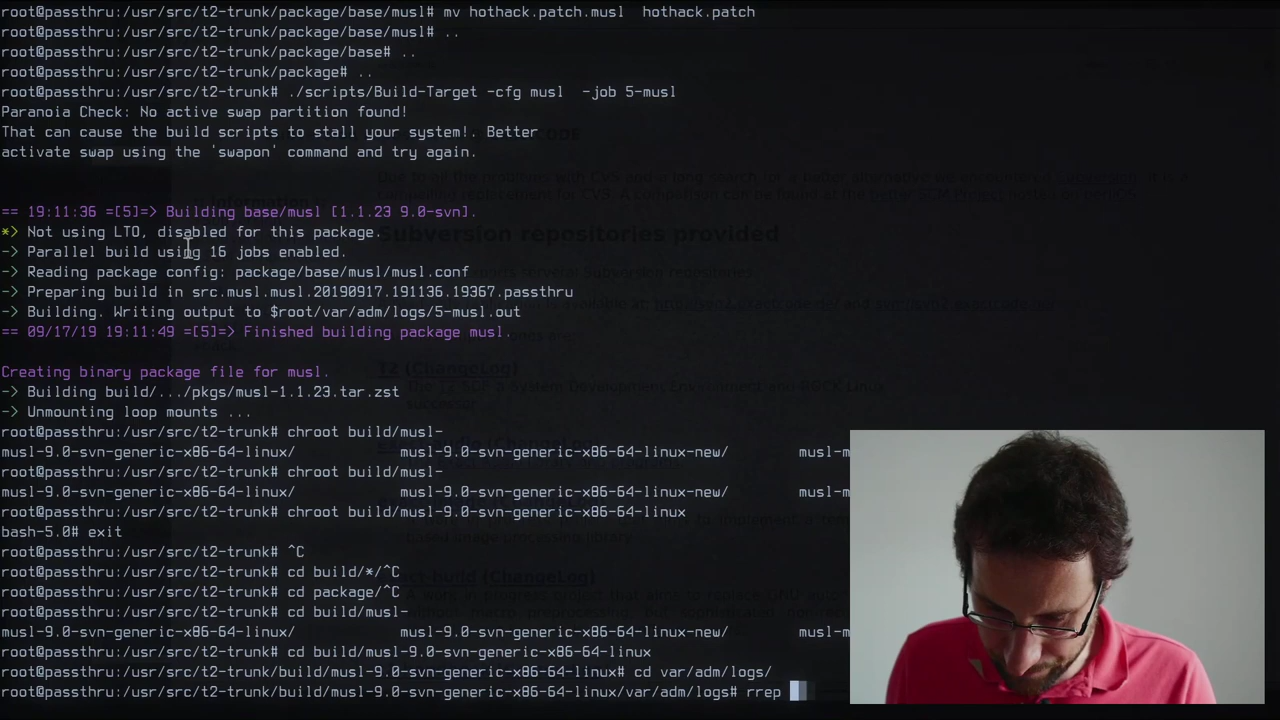 root@passthru:/usr/src/t2-trunk/package/base/musl# mv hothack.patch.musl  hothack.patch
root@passthru:/usr/src/t2-trunk/package/base/musl# ..
root@passthru:/usr/src/t2-trunk/package/base# ..
root@passthru:/usr/src/t2-trunk/package# ..
root@passthru:/usr/src/t2-trunk# ./scripts/Build-Target -cfg musl  -job 5-musl
Paranoia Check: No active swap partition found!
That can cause the build scripts to stall your system!. Better
activate swap using the 'swapon' command and try again.
== 19:11:36 =[5]=> Building base/musl [1.1.23 9.0-svn].
*> Not using LTO, disabled for this package.
-> Parallel build using 16 jobs enabled.
-> Reading package config: package/base/musl/musl.conf
-> Preparing build in src.musl.musl.20190917.191136.19367.passthru
-> Building. Writing output to $root/var/adm/logs/5-musl.out
== 09/17/19 19:11:49 =[5]=> Finished building package musl.
Creating binary package file for musl.
-> Building build/.../pkgs/musl-1.1.23.tar.zst
-> Unmounting loop mounts ...
root@passthru:/usr/src/t2-trunk# chroot build/musl-
musl-9.0-svn-generic-x86-64-linux/ musl-9.0-svn-generic-x86-64-linux-new/ musl-m
root@passthru:/usr/src/t2-trunk# chroot build/musl-
musl-9.0-svn-generic-x86-64-linux/ musl-9.0-svn-generic-x86-64-linux-new/ musl-m
root@passthru:/usr/src/t2-trunk# chroot build/musl-9.0-svn-generic-x86-64-linux
bash-5.0# exit
root@passthru:/usr/src/t2-trunk# ^C
root@passthru:/usr/src/t2-trunk# cd build/*/^C
root@passthru:/usr/src/t2-trunk# cd package/^C
root@passthru:/usr/src/t2-trunk# cd build/musl-
musl-9.0-svn-generic-x86-64-linux/ musl-9.0-svn-generic-x86-64-linux-new/ musl-m
root@passthru:/usr/src/t2-trunk# cd build/musl-9.0-svn-generic-x86-64-linux
root@passthru:/usr/src/t2-trunk/build/musl-9.0-svn-generic-x86-64-linux# cd var/adm/logs/
root@passthru:/usr/src/t2-trunk/build/musl-9.0-svn-generic-x86-64-linux/var/adm/logs# rrep
Subversion repositories provided
T2 (ChangeLog)